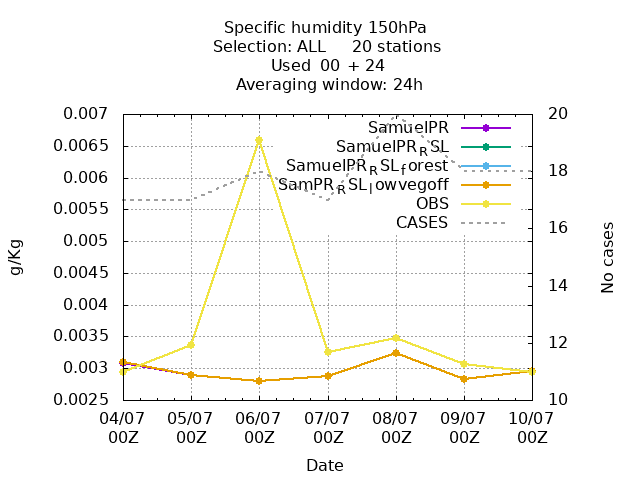 Specific humidity 150hPa
Selection: ALL 20 stations
Used 00 + 24
Averaging window: 24h
g/Kg
No cases
0.007
0.0065
0.006
0.0055
0.005
0.0045
0.004
0.0035
0.003
0.0025
20
18
16
14
12
10
SamuelPR
SamuelPR_RSL
SamuelPR_RSL_forest
SamPR_RSL_lowvegoff
OBS
CASES
04/07 05/07 06/07 07/07 08/07 09/07 10/07
00Z 00Z 00Z 00Z 00Z 00Z 00Z
Date